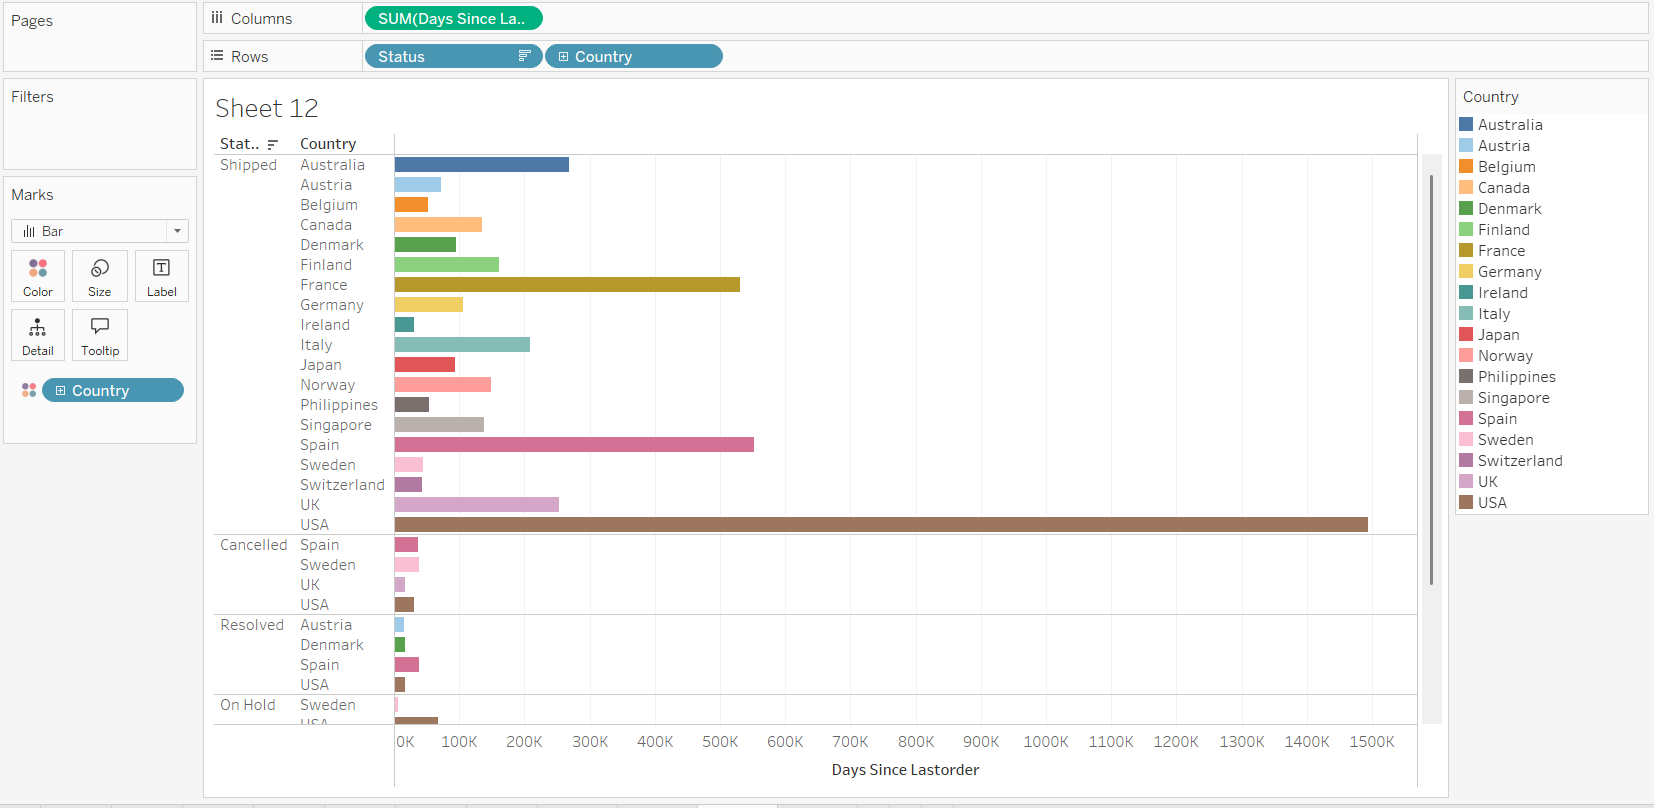 Pages
Columns
SUM(Days Since La..
Rows
Status
Country
Filters
Marks
Bar
Color
Size
Label
Detail
Tooltip
Country
Sheet 12
Stat..
Country
Shipped
Australia
Austria
Belgium
Canada
Denmark
Finland
France
Germany
Ireland
Italy
Japan
Norway
Philippines
Singapore
Spain
Sweden
Switzerland
UK
USA
Cancelled
Spain
Sweden
UK
USA
Resolved
Austria
Denmark
Spain
USA
On Hold
Sweden
USA
0K 100K 200K 300K 400K 500K 600K 700K 800K 900K 1000K 1100K 1200K 1300K 1400K 1500K
Days Since Lastorder
Country
Australia
Austria
Belgium
Canada
Denmark
Finland
France
Germany
Ireland
Italy
Japan
Norway
Philippines
Singapore
Spain
Sweden
Switzerland
UK
USA